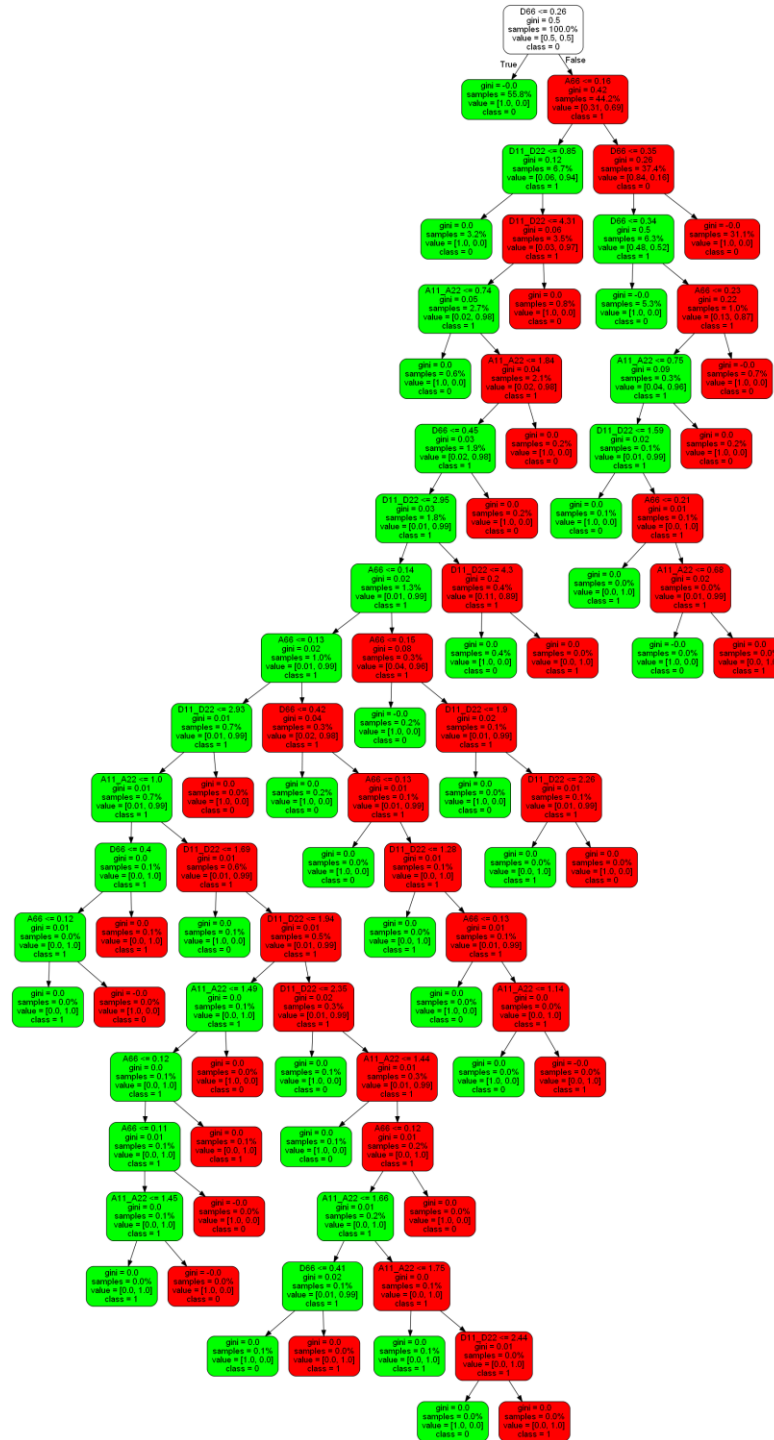 D66 <= 0.26
gini = 0.5
samples = 100.0%
value = [0.5, 0.5]
class = 0
True
False
gini = -0.0
samples = 55.8%
value = [1.0, 0.0]
class = 0
A66 <= 0.16
gini = 0.42
samples = 44.2%
value = [0.31, 0.69]
class = 1
D11_D22 <= 0.85
gini = 0.12
samples = 6.7%
value = [0.06, 0.94]
class = 1
D66 <= 0.35
gini = 0.26
samples = 37.4%
value = [0.84, 0.16]
class = 0
gini = 0.0
samples = 3.2%
value = [1.0, 0.0]
class = 0
D11_D22 <= 4.31
gini = 0.06
samples = 3.5%
value = [0.03, 0.97]
class = 1
D66 <= 0.34
gini = 0.5
samples = 6.3%
value = [0.48, 0.52]
class = 1
gini = -0.0
samples = 31.1%
value = [1.0, 0.0]
class = 0
A11_A22 <= 0.74
gini = 0.05
samples = 2.7%
value = [0.02, 0.98]
class = 1
gini = 0.0
samples = 0.8%
value = [1.0, 0.0]
class = 0
gini = -0.0
samples = 5.3%
value = [1.0, 0.0]
class = 0
A66 <= 0.23
gini = 0.22
samples = 1.0%
value = [0.13, 0.87]
class = 1
gini = 0.0
samples = 0.6%
value = [1.0, 0.0]
class = 0
A11_A22 <= 1.84
gini = 0.04
samples = 2.1%
value = [0.02, 0.98]
class = 1
A11_A22 <= 0.75
gini = 0.09
samples = 0.3%
value = [0.04, 0.96]
class = 1
gini = -0.0
samples = 0.7%
value = [1.0, 0.0]
class = 0
D66 <= 0.45
gini = 0.03
samples = 1.9%
value = [0.02, 0.98]
class = 1
gini = 0.0
samples = 0.2%
value = [1.0, 0.0]
class = 0
D11_D22 <= 1.59
gini = 0.02
samples = 0.1%
value = [0.01, 0.99]
class = 1
gini = 0.0
samples = 0.2%
value = [1.0, 0.0]
class = 0
D11_D22 <= 2.95
gini = 0.03
samples = 1.8%
value = [0.01, 0.99]
class = 1
gini = 0.0
samples = 0.2%
value = [1.0, 0.0]
class = 0
gini = 0.0
samples = 0.1%
value = [1.0, 0.0]
class = 0
A66 <= 0.21
gini = 0.01
samples = 0.1%
value = [0.0, 1.0]
class = 1
A66 <= 0.14
gini = 0.02
samples = 1.3%
value = [0.01, 0.99]
class = 1
D11_D22 <= 4.3
gini = 0.2
samples = 0.4%
value = [0.11, 0.89]
class = 1
gini = 0.0
samples = 0.0%
value = [0.0, 1.0]
class = 1
A11_A22 <= 0.68
gini = 0.02
samples = 0.0%
value = [0.01, 0.99]
class = 1
A66 <= 0.13
gini = 0.02
samples = 1.0%
value = [0.01, 0.99]
class = 1
A66 <= 0.15
gini = 0.08
samples = 0.3%
value = [0.04, 0.96]
class = 1
gini = 0.0
samples = 0.4%
value = [1.0, 0.0]
class = 0
gini = 0.0
samples = 0.0%
value = [0.0, 1.0]
class = 1
gini = -0.0
samples = 0.0%
value = [1.0, 0.0]
class = 0
gini = 0.0
samples = 0.0%
value = [0.0, 1.0]
class = 1
D11_D22 <= 2.93
gini = 0.01
samples = 0.7%
value = [0.01, 0.99]
class = 1
D66 <= 0.42
gini = 0.04
samples = 0.3%
value = [0.02, 0.98]
class = 1
gini = -0.0
samples = 0.2%
value = [1.0, 0.0]
class = 0
D11_D22 <= 1.9
gini = 0.02
samples = 0.1%
value = [0.01, 0.99]
class = 1
A11_A22 <= 1.0
gini = 0.01
samples = 0.7%
value = [0.01, 0.99]
class = 1
gini = 0.0
samples = 0.0%
value = [1.0, 0.0]
class = 0
gini = 0.0
samples = 0.2%
value = [1.0, 0.0]
class = 0
A66 <= 0.13
gini = 0.01
samples = 0.1%
value = [0.01, 0.99]
class = 1
gini = 0.0
samples = 0.0%
value = [1.0, 0.0]
class = 0
D11_D22 <= 2.26
gini = 0.01
samples = 0.1%
value = [0.01, 0.99]
class = 1
D66 <= 0.4
gini = 0.0
samples = 0.1%
value = [0.0, 1.0]
class = 1
D11_D22 <= 1.69
gini = 0.01
samples = 0.6%
value = [0.01, 0.99]
class = 1
gini = 0.0
samples = 0.0%
value = [1.0, 0.0]
class = 0
D11_D22 <= 1.28
gini = 0.01
samples = 0.1%
value = [0.0, 1.0]
class = 1
gini = 0.0
samples = 0.0%
value = [0.0, 1.0]
class = 1
gini = 0.0
samples = 0.0%
value = [1.0, 0.0]
class = 0
A66 <= 0.12
gini = 0.01
samples = 0.0%
value = [0.0, 1.0]
class = 1
gini = 0.0
samples = 0.1%
value = [0.0, 1.0]
class = 1
gini = 0.0
samples = 0.1%
value = [1.0, 0.0]
class = 0
D11_D22 <= 1.94
gini = 0.01
samples = 0.5%
value = [0.01, 0.99]
class = 1
gini = 0.0
samples = 0.0%
value = [0.0, 1.0]
class = 1
A66 <= 0.13
gini = 0.01
samples = 0.1%
value = [0.01, 0.99]
class = 1
gini = 0.0
samples = 0.0%
value = [0.0, 1.0]
class = 1
gini = -0.0
samples = 0.0%
value = [1.0, 0.0]
class = 0
A11_A22 <= 1.49
gini = 0.0
samples = 0.1%
value = [0.0, 1.0]
class = 1
D11_D22 <= 2.35
gini = 0.02
samples = 0.3%
value = [0.01, 0.99]
class = 1
gini = 0.0
samples = 0.0%
value = [1.0, 0.0]
class = 0
A11_A22 <= 1.14
gini = 0.0
samples = 0.0%
value = [0.0, 1.0]
class = 1
A66 <= 0.12
gini = 0.0
samples = 0.1%
value = [0.0, 1.0]
class = 1
gini = 0.0
samples = 0.0%
value = [1.0, 0.0]
class = 0
gini = 0.0
samples = 0.1%
value = [1.0, 0.0]
class = 0
A11_A22 <= 1.44
gini = 0.01
samples = 0.3%
value = [0.01, 0.99]
class = 1
gini = 0.0
samples = 0.0%
value = [1.0, 0.0]
class = 0
gini = -0.0
samples = 0.0%
value = [0.0, 1.0]
class = 1
A66 <= 0.11
gini = 0.01
samples = 0.1%
value = [0.0, 1.0]
class = 1
gini = 0.0
samples = 0.1%
value = [0.0, 1.0]
class = 1
gini = 0.0
samples = 0.1%
value = [1.0, 0.0]
class = 0
A66 <= 0.12
gini = 0.01
samples = 0.2%
value = [0.0, 1.0]
class = 1
A11_A22 <= 1.45
gini = 0.0
samples = 0.1%
value = [0.0, 1.0]
class = 1
gini = -0.0
samples = 0.0%
value = [1.0, 0.0]
class = 0
A11_A22 <= 1.66
gini = 0.01
samples = 0.2%
value = [0.0, 1.0]
class = 1
gini = 0.0
samples = 0.0%
value = [1.0, 0.0]
class = 0
gini = 0.0
samples = 0.0%
value = [0.0, 1.0]
class = 1
gini = -0.0
samples = 0.0%
value = [1.0, 0.0]
class = 0
D66 <= 0.41
gini = 0.02
samples = 0.1%
value = [0.01, 0.99]
class = 1
A11_A22 <= 1.75
gini = 0.0
samples = 0.1%
value = [0.0, 1.0]
class = 1
gini = 0.0
samples = 0.1%
value = [1.0, 0.0]
class = 0
gini = 0.0
samples = 0.0%
value = [0.0, 1.0]
class = 1
gini = 0.0
samples = 0.1%
value = [0.0, 1.0]
class = 1
D11_D22 <= 2.44
gini = 0.01
samples = 0.0%
value = [0.0, 1.0]
class = 1
gini = 0.0
samples = 0.0%
value = [1.0, 0.0]
class = 0
gini = 0.0
samples = 0.0%
value = [0.0, 1.0]
class = 1